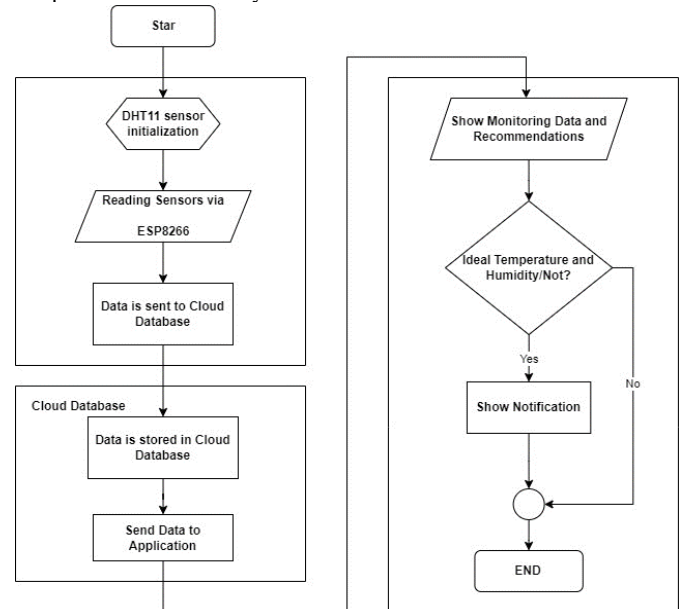 Star
DHT11 sensor
initialization
Reading Sensors via
ESP8266
Data is sent to Cloud
Database
Cloud Database
Data is stored in Cloud
Database
Send Data to
Application
Show Monitoring Data and
Recommendations
Ideal Temperature and
Humidity/Not?
Yes
No
Show Notification
END